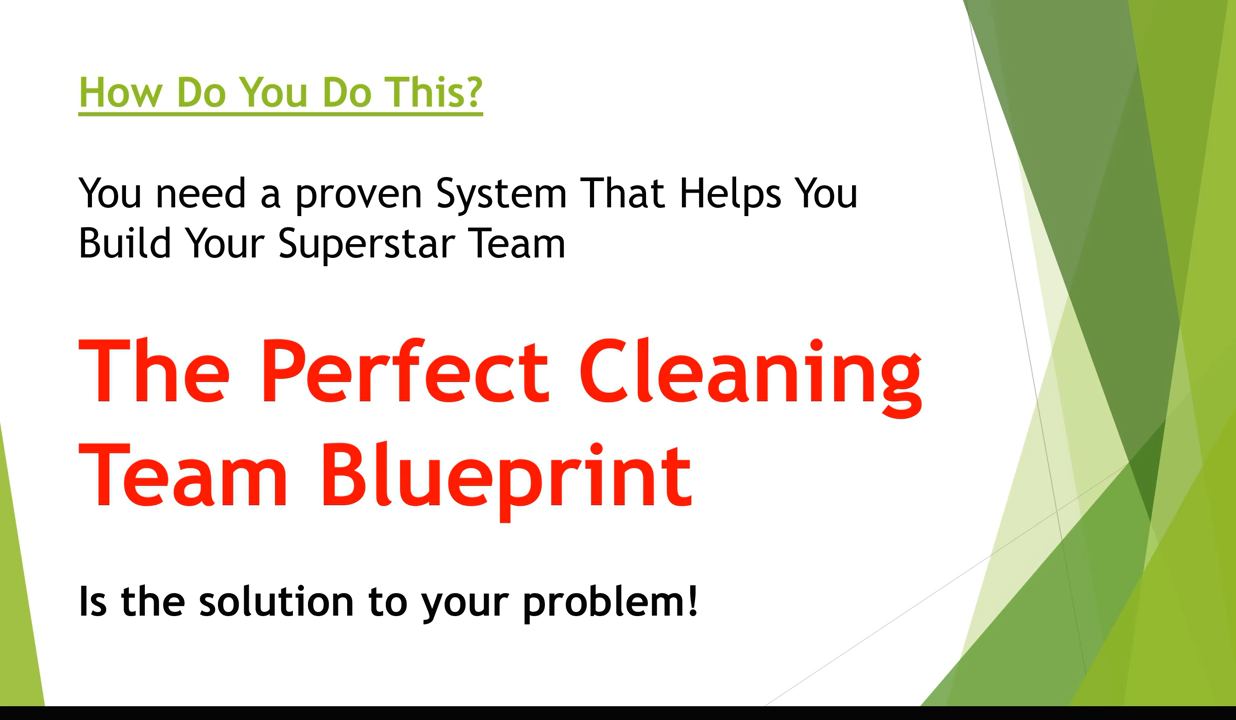 How Do You Do This?
You need a proven System That Helps You
Build Your Superstar Team
The Perfect Cleaning
Team Blueprint
Is the solution to your problem!